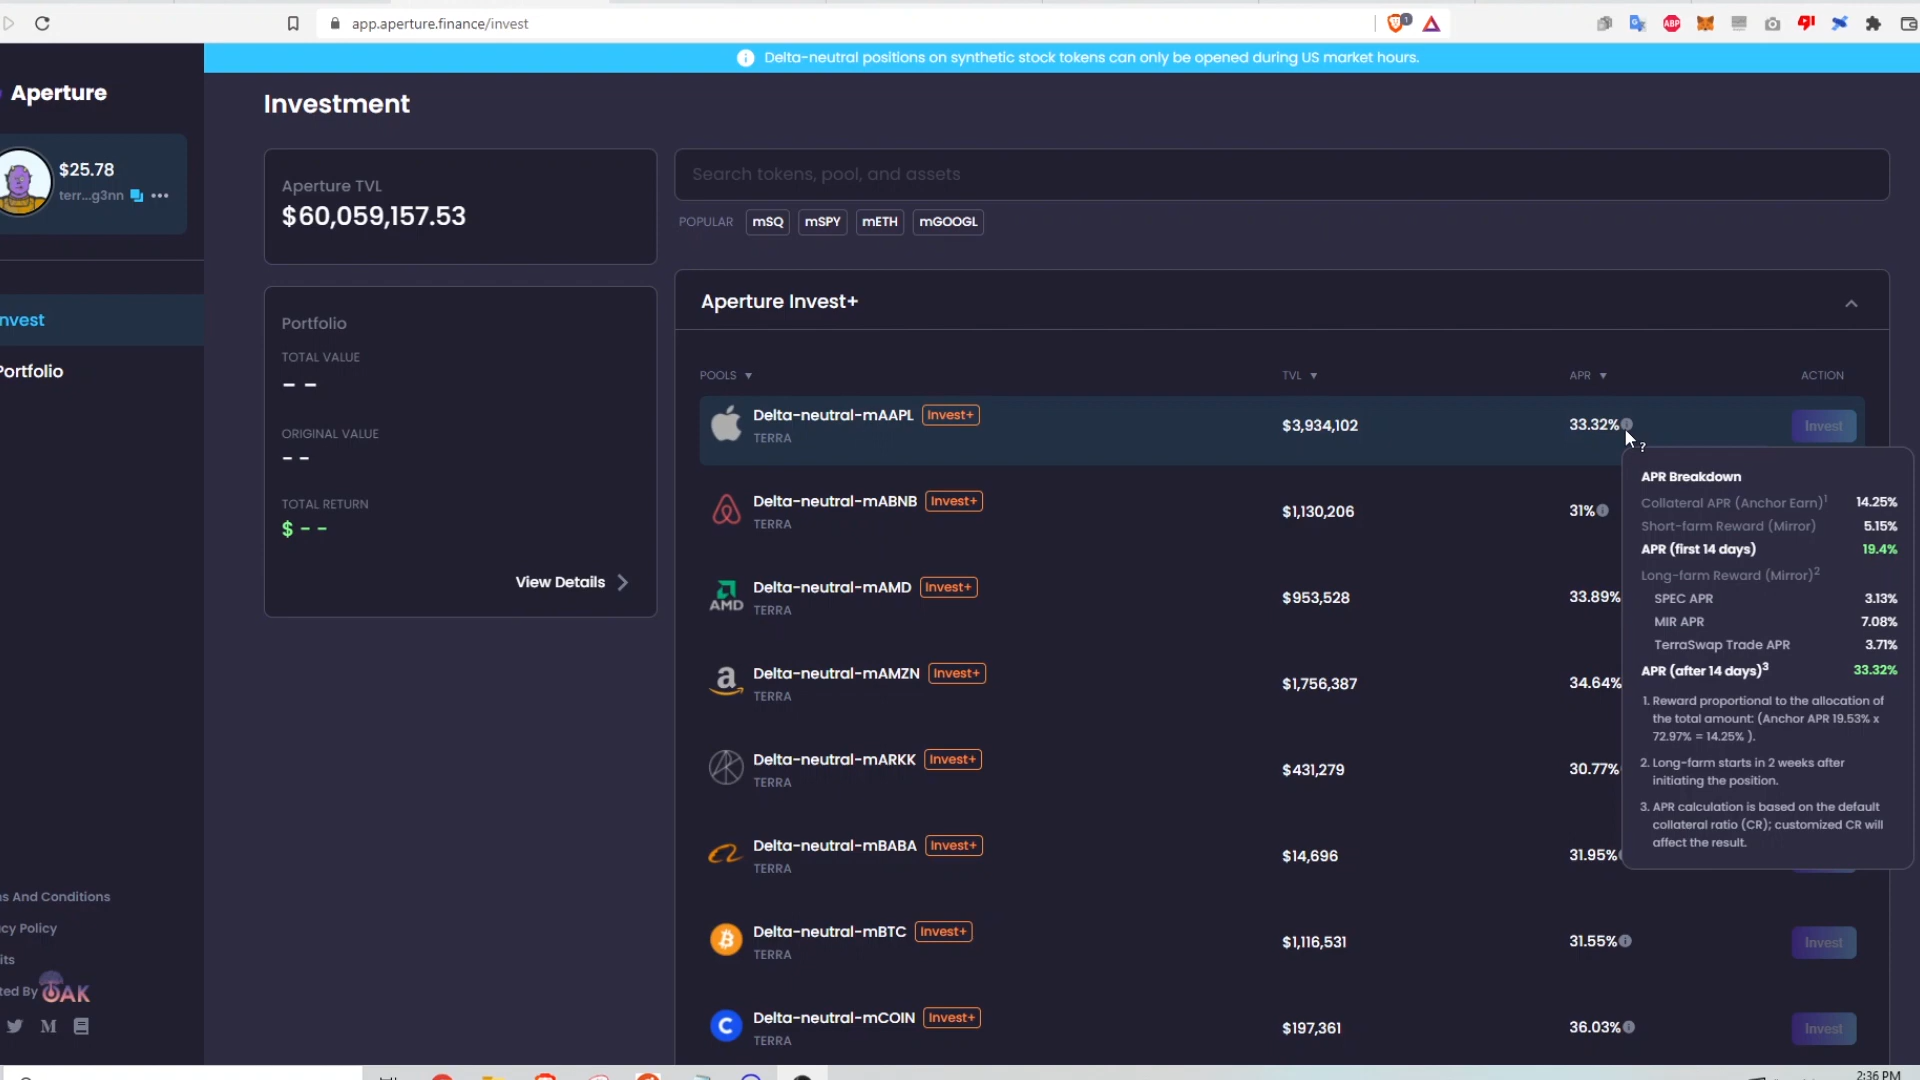 app.aperture.finance/invest
1
ABP
Delta-neutral positions on synthetic stock tokens can only be opened during US market hours.
Aperture
$25.78
terr...g3nn
nvest
Portfolio
Investment
Aperture TVL
$60,059,157.53
Portfolio
TOTAL VALUE
– –
ORIGINAL VALUE
– –
TOTAL RETURN
$ – –
View Details
Search tokens, pool, and assets
POPULAR mSQ mSPY mETH mGOOGL
Aperture Invest+
POOLS TVL APR ACTION
Delta-neutral-mAAPL Invest+
TERRA
$3,934,102 33.32% Invest
Delta-neutral-mABNB Invest+
TERRA
$1,130,206 31%
AMD
Delta-neutral-mAMD Invest+
TERRA
$953,528 33.89%
Delta-neutral-mAMZN Invest+
TERRA
$1,756,387 34.64%
Delta-neutral-mARKK Invest+
TERRA
$431,279 30.77%
Delta-neutral-mBABA Invest+
TERRA
$14,696 31.95%
Delta-neutral-mBTC Invest+
TERRA
$1,116,531 31.55% Invest
Delta-neutral-mCOIN Invest+
TERRA
$197,361 36.03% Invest
APR Breakdown
Collateral APR (Anchor Earn)1 14.25%
Short-farm Reward (Mirror) 5.15%
APR (first 14 days) 19.4%
Long-farm Reward (Mirror)2
SPEC APR 3.13%
MIR APR 7.08%
TerraSwap Trade APR 3.71%
APR (after 14 days)3 33.32%
1. Reward proportional to the allocation of
the total amount: (Anchor APR 19.53% x
72.97% = 14.25% ).
2. Long-farm starts in 2 weeks after
initiating the position.
3. APR calculation is based on the default
collateral ratio (CR); customized CR will
affect the result.
s And Conditions
cy Policy
its
ted By OAK
2:36 PM